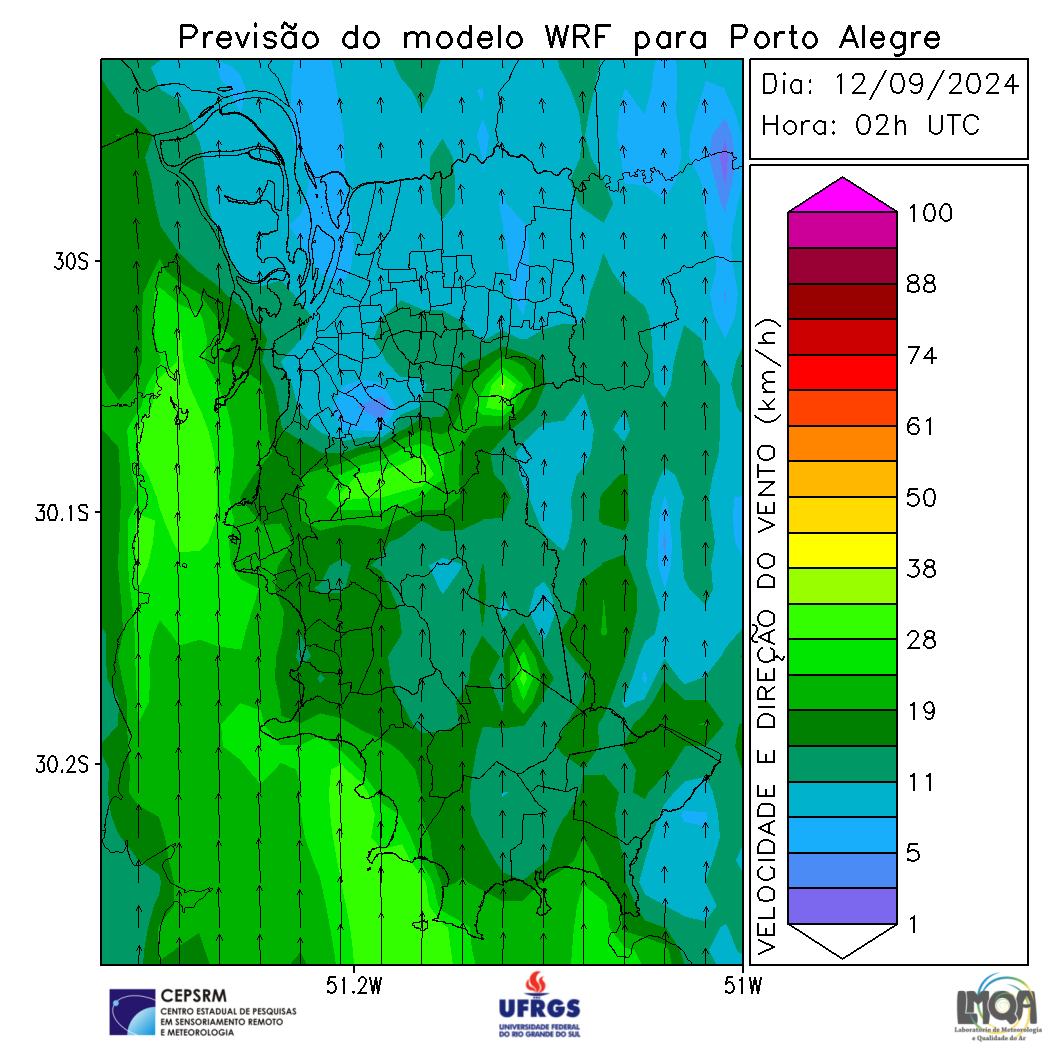 Previsão do modelo WRF para Porto Alegre
Dia: 12/09/2024
Hora: 02h UTC
30S
30.1S
30.2S
51.2W
51W
VELOCIDADE E DIREÇÃO DO VENTO (km/h)
100
88
74
61
50
38
28
19
11
5
1
CEPSRM
CENTRO ESTADUAL DE PESQUISAS
EM SENSORIAMENTO REMOTO
E METEOROLOGIA
UFRGS
UNIVERSIDADE FEDERAL
DO RIO GRANDE DO SUL
LMQA
Laboratório de Meteorologia
e Qualidade do Ar